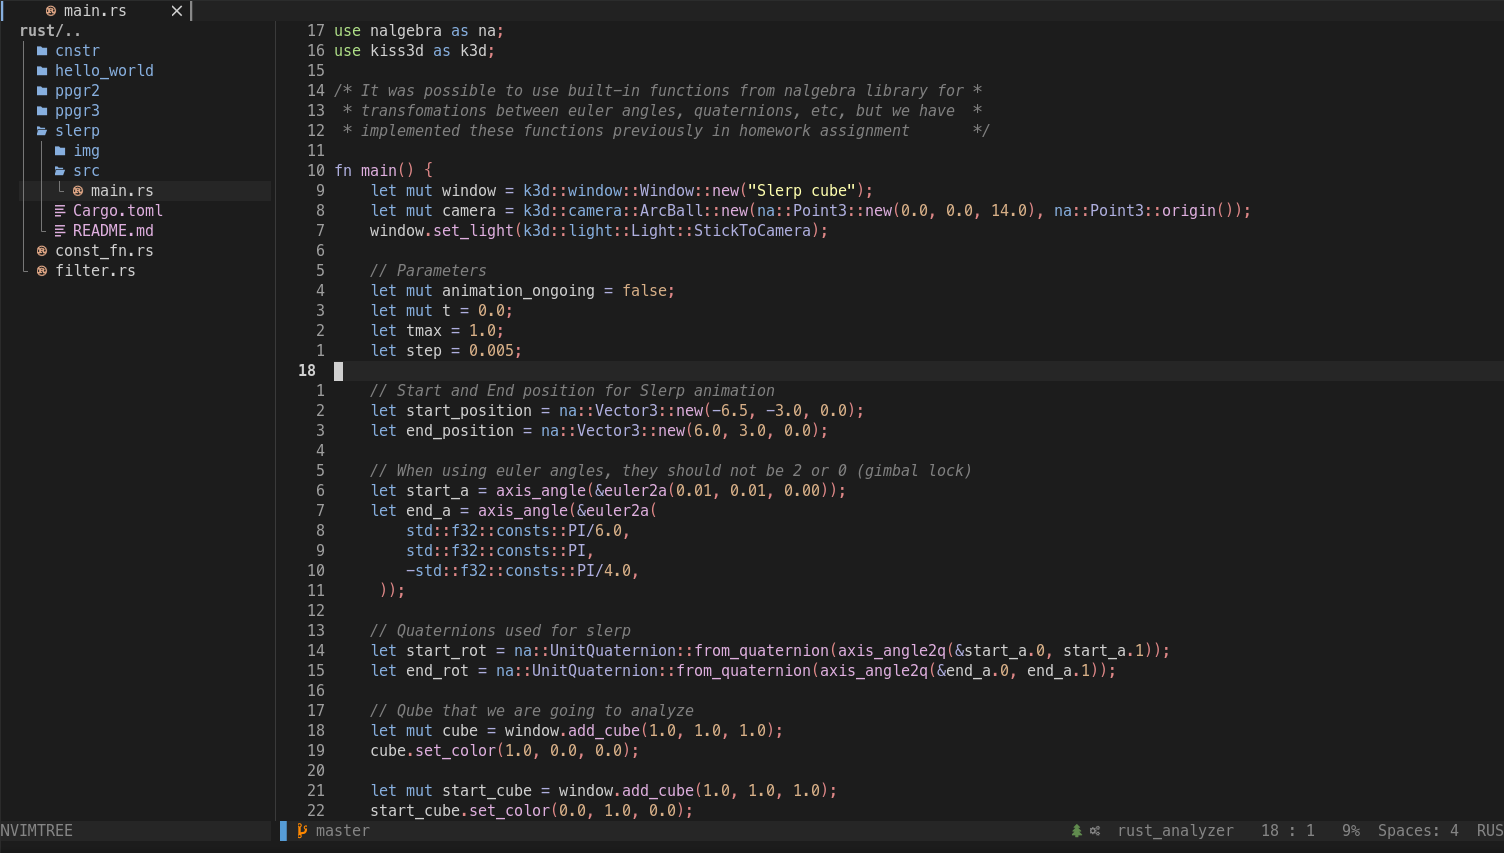 main.rs ×
rust/..
cnstr
hello_world
ppgr2
ppgr3
slerp
img
src
main.rs
Cargo.toml
README.md
const_fn.rs
filter.rs
17 use nalgebra as na;
16 use kiss3d as k3d;
15
14 /* It was possible to use built-in functions from nalgebra library for *
13  * transfomations between euler angles, quaternions, etc, but we have  *
12  * implemented these functions previously in homework assignment       */
11
10 fn main() {
9     let mut window = k3d::window::Window::new("Slerp cube");
8     let mut camera = k3d::camera::ArcBall::new(na::Point3::new(0.0, 0.0, 14.0), na::Point3::origin());
7     window.set_light(k3d::light::Light::StickToCamera);
6
5     // Parameters
4     let mut animation_ongoing = false;
3     let mut t = 0.0;
2     let tmax = 1.0;
1     let step = 0.005;
18
1     // Start and End position for Slerp animation
2     let start_position = na::Vector3::new(-6.5, -3.0, 0.0);
3     let end_position = na::Vector3::new(6.0, 3.0, 0.0);
4
5     // When using euler angles, they should not be 2 or 0 (gimbal lock)
6     let start_a = axis_angle(&euler2a(0.01, 0.01, 0.00));
7     let end_a = axis_angle(&euler2a(
8         std::f32::consts::PI/6.0,
9         std::f32::consts::PI,
10         -std::f32::consts::PI/4.0,
11      ));
12
13     // Quaternions used for slerp
14     let start_rot = na::UnitQuaternion::from_quaternion(axis_angle2q(&start_a.0, start_a.1));
15     let end_rot = na::UnitQuaternion::from_quaternion(axis_angle2q(&end_a.0, end_a.1));
16
17     // Qube that we are going to analyze
18     let mut cube = window.add_cube(1.0, 1.0, 1.0);
19     cube.set_color(1.0, 0.0, 0.0);
20
21     let mut start_cube = window.add_cube(1.0, 1.0, 1.0);
22     start_cube.set_color(0.0, 1.0, 0.0);
NVIMTREE master rust_analyzer 18 : 1 9% Spaces: 4 RUS